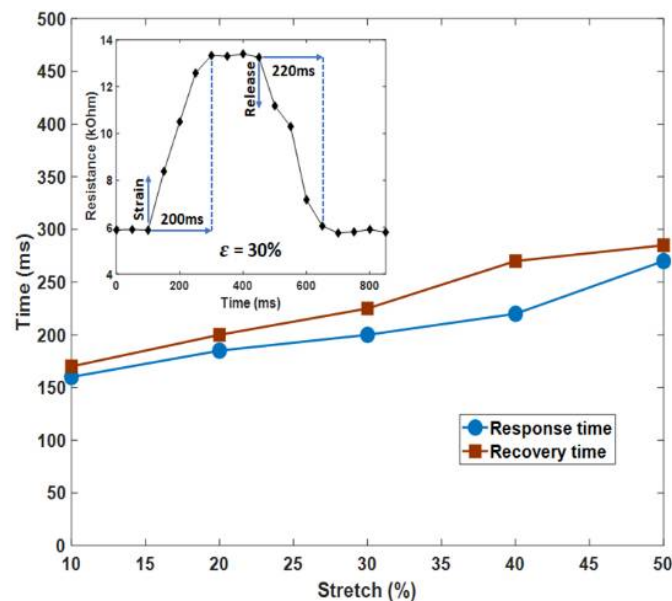 500
450
400
350
300
250
200
150
100
50
0
Time (ms)
10
15
20
25
30
35
40
45
50
Stretch (%)
14
12
10
8
6
4
Resistance (kOhm)
0
200
400
600
800
Time (ms)
Strain
200ms
Release
220ms
ε = 30%
Response time
Recovery time